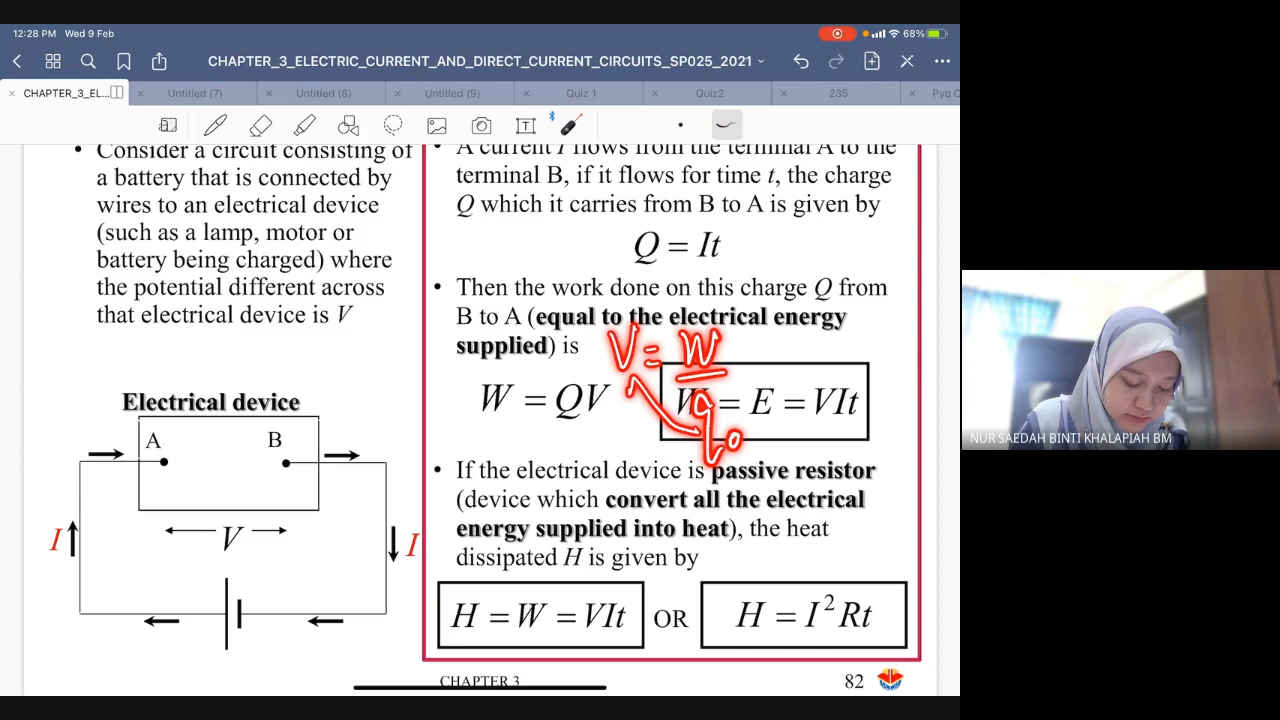 12:28 PM Wed 9 Feb
68%
CHAPTER_3_ELECTRIC_CURRENT_AND_DIRECT_CURRENT_CIRCUITS_SP025_2021
CHAPTER_3_EL...
Untitled (7)
Untitled (8)
Untitled (9)
Quiz 1
Quiz2
235
Pyq C
• Consider a circuit consisting of
a battery that is connected by
wires to an electrical device
(such as a lamp, motor or
battery being charged) where
the potential different across
that electrical device is V
Electrical device
A B
V
I
I
• A current I flows from the terminal A to the
terminal B, if it flows for time t, the charge
Q which it carries from B to A is given by
Q = It
• Then the work done on this charge Q from
B to A (equal to the electrical energy
supplied) is
V = W
q₀
W = QV
W = E = VIt
• If the electrical device is passive resistor
(device which convert all the electrical
energy supplied into heat), the heat
dissipated H is given by
H = W = VIt OR H = I²Rt
CHAPTER 3
82
NUR SAEDAH BINTI KHALAPIAH BM